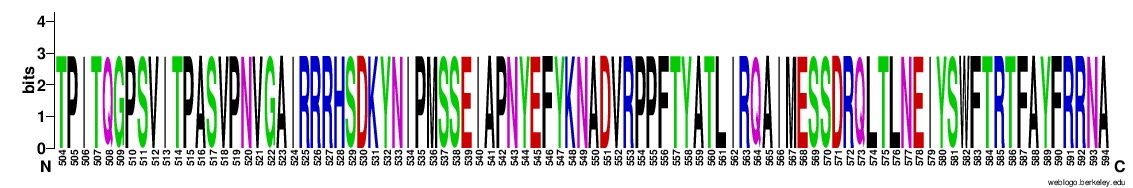 4
3
bits
2
1
0
TPITQGPSVITPASVPNVGAIRRRHSDKYNIPMSSEIAPNYEFYKNADVRPPFTYATLIRQAIMESSDRQLTLNEIYSWFTRTFAYFRRNA
N 504 505 506 507 508 509 510 511 512 513 514 515 516 517 518 519 520 521 522 523 524 525 526 527 528 529 530 531 532 533 534 535 536 537 538 539 540 541 542 543 544 545 546 547 548 549 550 551 552 553 554 555 556 557 558 559 560 561 562 563 564 565 566 567 568 569 570 571 572 573 574 575 576 577 578 579 580 581 582 583 584 585 586 587 588 589 590 591 592 593 594 C
weblogo.berkeley.edu